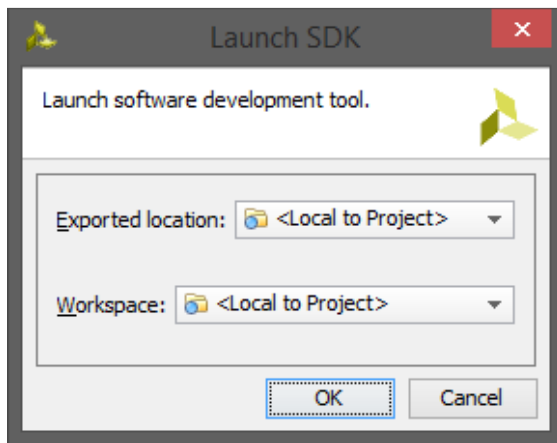 Launch SDK
Launch software development tool.
Exported location: <Local to Project>
Workspace: <Local to Project>
OK Cancel